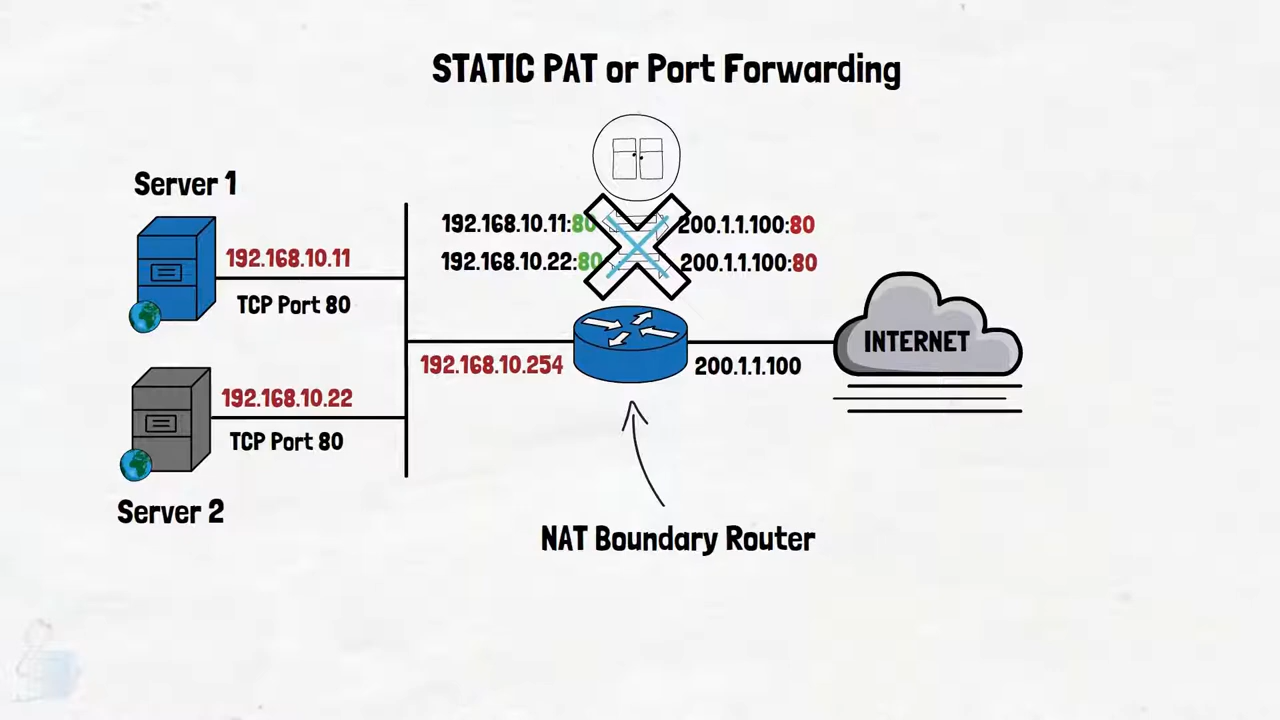 STATIC PAT or Port Forwarding
Server 1
192.168.10.11:80
200.1.1.100:80
192.168.10.11
192.168.10.22:80
200.1.1.100:80
TCP Port 80
INTERNET
192.168.10.254
200.1.1.100
192.168.10.22
TCP Port 80
Server 2
NAT Boundary Router